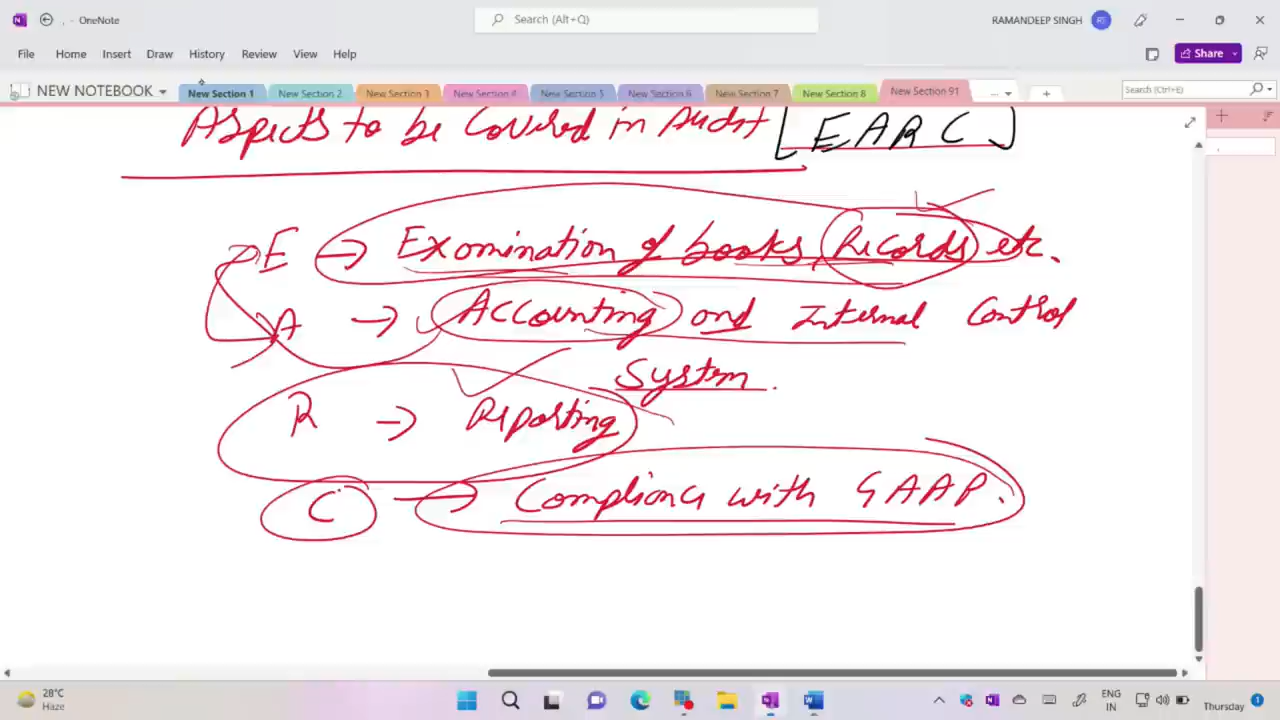 OneNote
Search (Alt+Q)
RAMANDEEP SINGH
RT
File Home Insert Draw History Review View Help
Share
NEW NOTEBOOK
New Section 1 New Section 2 New Section 3 New Section 4 New Section 5 New Section 6 New Section 7 New Section 8 New Section 91 ... +
Search (Ctrl+E)
Aspects to be Covered in Audit [EARC]
E → Examination of books, Records etc.
A → Accounting and Internal Control
System.
R → Reporting
C → Compliance with GAAP.
28°C
Haze
ENG
IN
Thursday
1